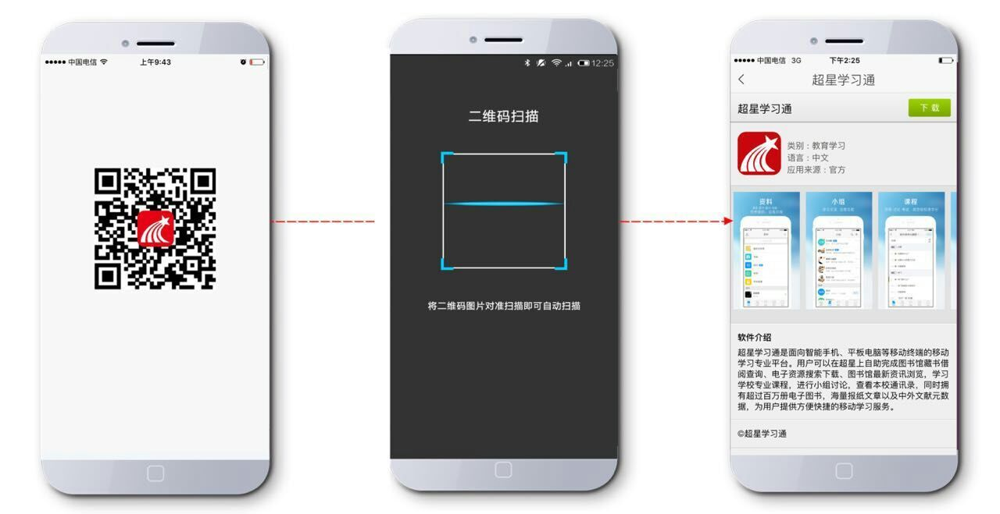 中国电信
上午9:43
12:25
二维码扫描
将二维码图片对准扫描即可自动扫描
中国电信 3G
下午2:25
超星学习通
超星学习通
下载
类别：教育学习
语言：中文
应用来源：官方
资料
小组
课程
软件介绍
超星学习通是面向智能手机、平板电脑等移动终端的移动
学习专业平台。用户可以在超星上自助完成图书馆藏书借
阅查询、电子资源搜索下载、图书馆最新资讯浏览，学习
学校专业课程，进行小组讨论，查看本校通讯录，同时拥
有超过百万册电子图书，海量报纸文章以及中外文献元数
据，为用户提供方便快捷的移动学习服务。
©超星学习通